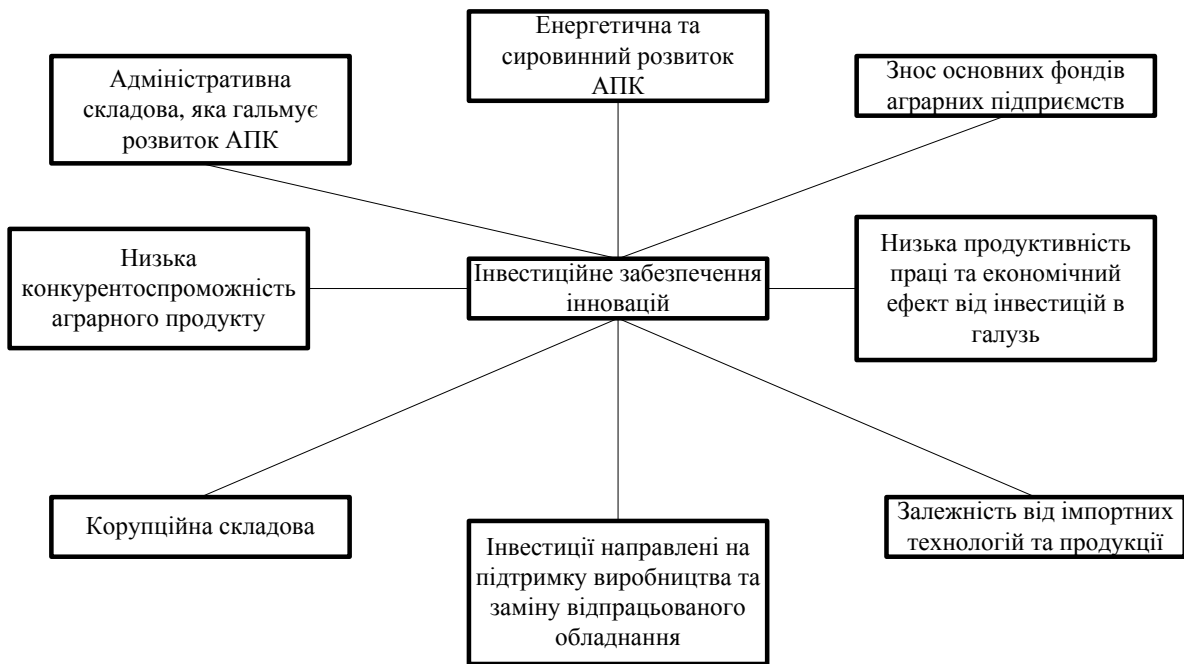 Енергетична та
сировинний розвиток
АПК
Адміністративна
складова, яка гальмує
розвиток АПК
Знос основних фондів
аграрних підприємств
Низька
конкурентоспроможність
аграрного продукту
Інвестиційне забезпечення
інновацій
Низька продуктивність
праці та економічний
ефект від інвестицій в
галузь
Корупційна складова
Інвестиції направлені на
підтримку виробництва та
заміну відпрацьованого
обладнання
Залежність від імпортних
технологій та продукції